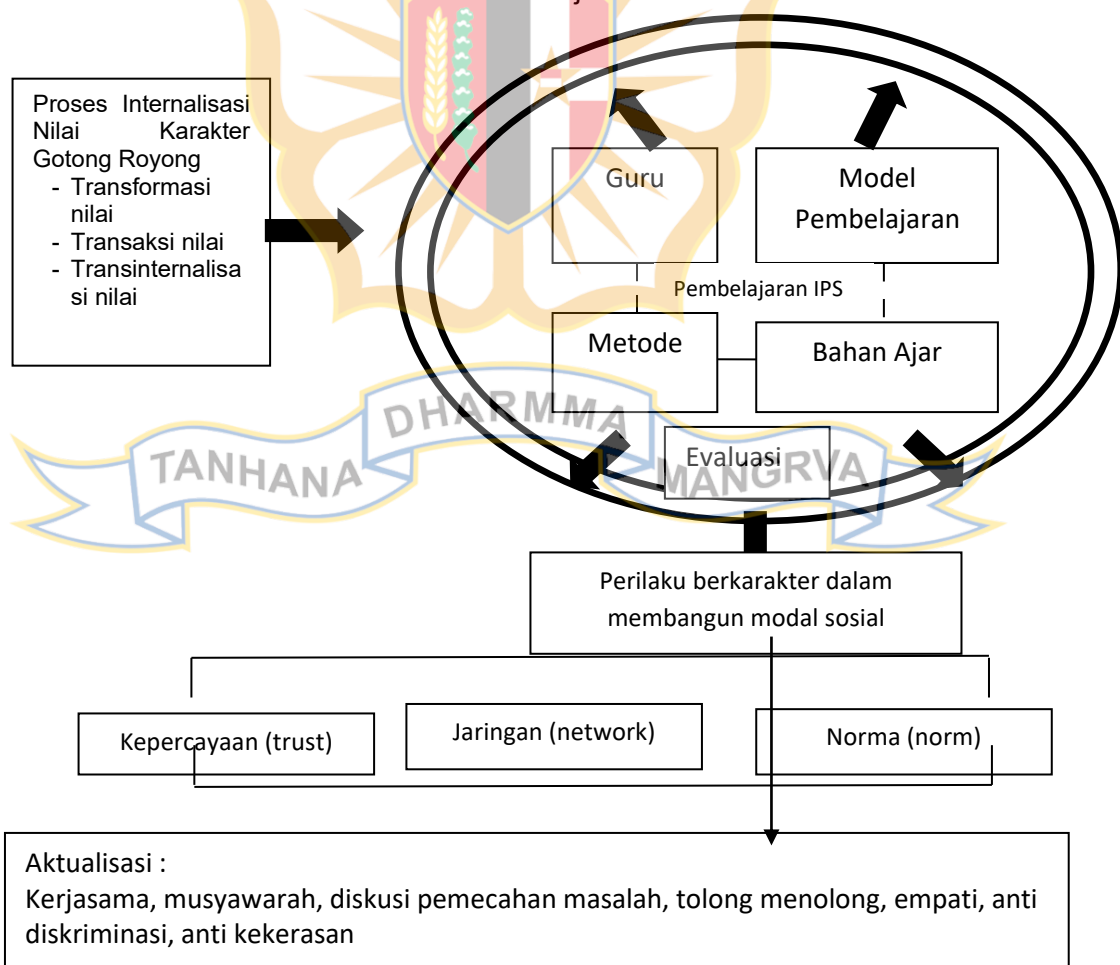 Proses Internalisasi
Nilai Karakter
Gotong Royong
- Transformasi
nilai
- Transaksi nilai
- Transinternalisa
si nilai
Guru
Model
Pembelajaran
Pembelajaran IPS
Metode
Bahan Ajar
Evaluasi
TANHANA DHARMMA MANGRVA
Perilaku berkarakter dalam
membangun modal sosial
Kepercayaan (trust)
Jaringan (network)
Norma (norm)
Aktualisasi :
Kerjasama, musyawarah, diskusi pemecahan masalah, tolong menolong, empati, anti
diskriminasi, anti kekerasan